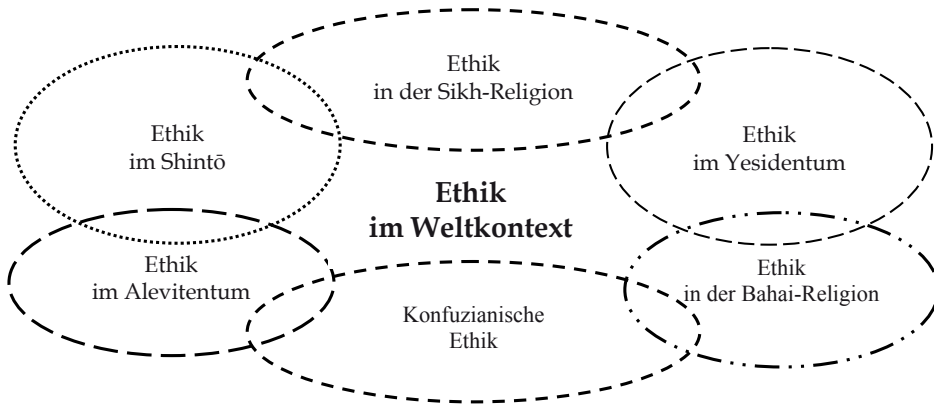 Ethik
in der Sikh-Religion
Ethik
im Shintō
Ethik
im Yesidentum
Ethik
im Weltkontext
Ethik
im Alevitentum
Ethik
in der Bahai-Religion
Konfuzianische
Ethik